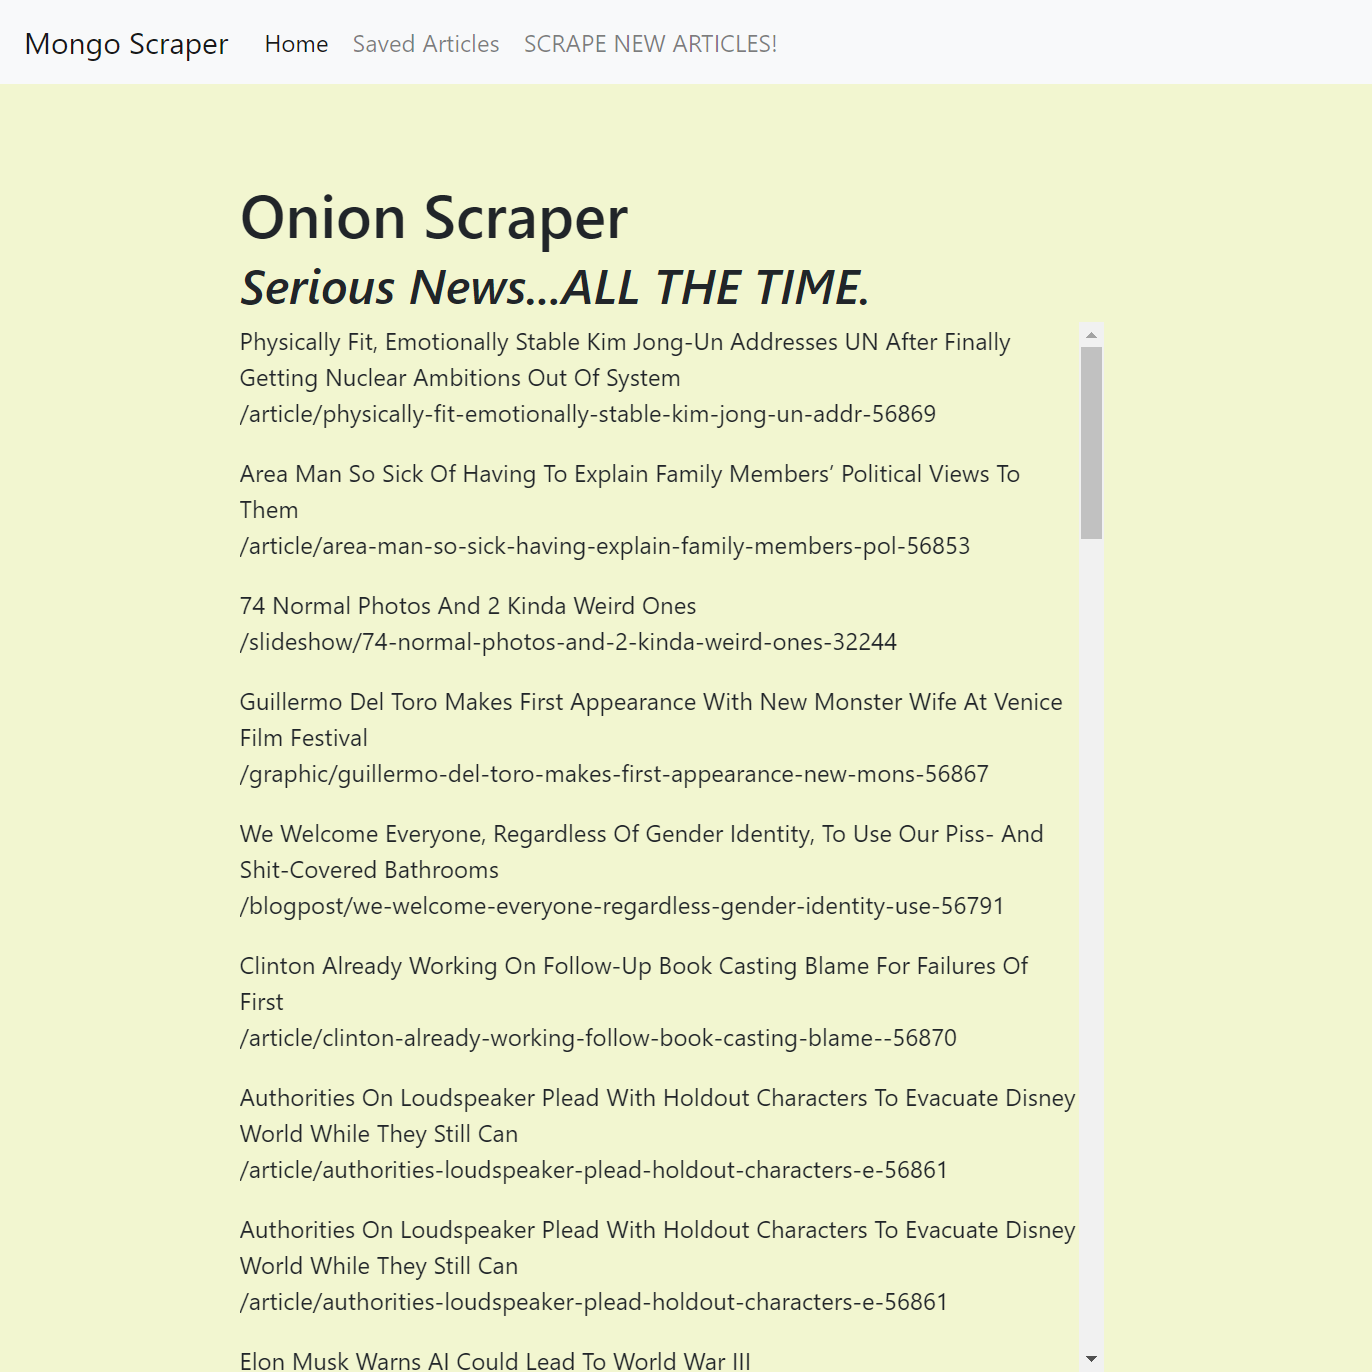 Mongo Scraper Home Saved Articles SCRAPE NEW ARTICLES!
Onion Scraper
Serious News...ALL THE TIME.
Physically Fit, Emotionally Stable Kim Jong-Un Addresses UN After Finally
Getting Nuclear Ambitions Out Of System
/article/physically-fit-emotionally-stable-kim-jong-un-addr-56869
Area Man So Sick Of Having To Explain Family Members’ Political Views To
Them
/article/area-man-so-sick-having-explain-family-members-pol-56853
74 Normal Photos And 2 Kinda Weird Ones
/slideshow/74-normal-photos-and-2-kinda-weird-ones-32244
Guillermo Del Toro Makes First Appearance With New Monster Wife At Venice
Film Festival
/graphic/guillermo-del-toro-makes-first-appearance-new-mons-56867
We Welcome Everyone, Regardless Of Gender Identity, To Use Our Piss- And
Shit-Covered Bathrooms
/blogpost/we-welcome-everyone-regardless-gender-identity-use-56791
Clinton Already Working On Follow-Up Book Casting Blame For Failures Of
First
/article/clinton-already-working-follow-book-casting-blame--56870
Authorities On Loudspeaker Plead With Holdout Characters To Evacuate Disney
World While They Still Can
/article/authorities-loudspeaker-plead-holdout-characters-e-56861
Authorities On Loudspeaker Plead With Holdout Characters To Evacuate Disney
World While They Still Can
/article/authorities-loudspeaker-plead-holdout-characters-e-56861
Elon Musk Warns AI Could Lead To World War III